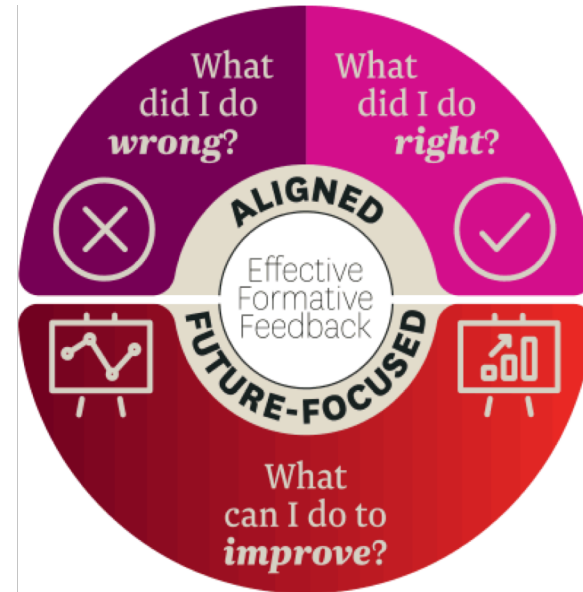 What
did I do
wrong?
What
did I do
right?
ALIGNED
Effective
Formative
Feedback
FUTURE-FOCUSED
What
can I do to
improve?